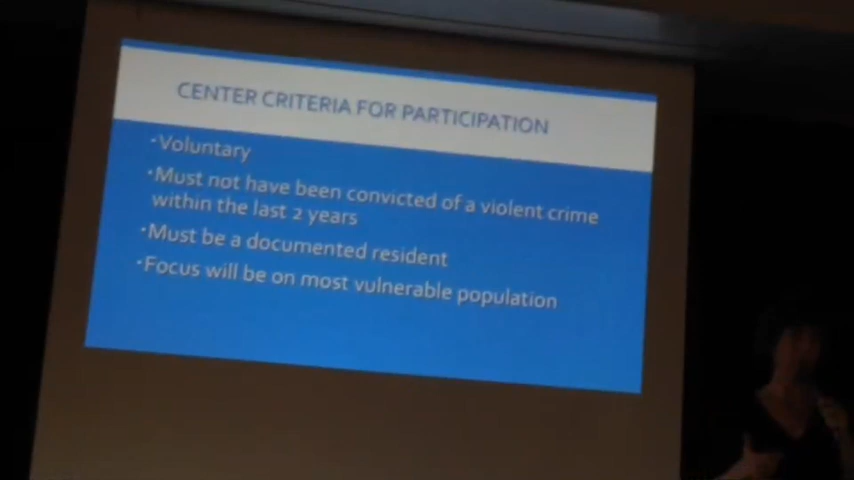 CENTER CRITERIA FOR PARTICIPATION
·Voluntary
·Must not have been convicted of a violent crime
within the last 2 years
·Must be a documented resident
·Focus will be on most vulnerable population